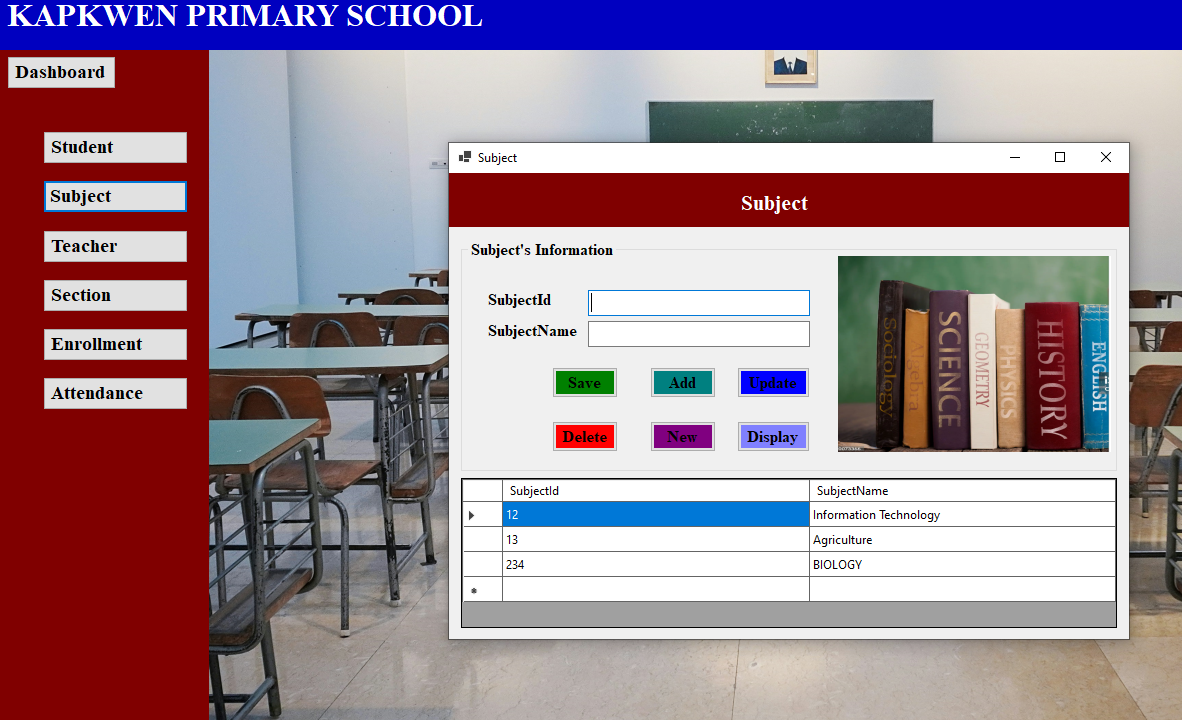 KAPKWEN PRIMARY SCHOOL
Dashboard
Student
Subject
Teacher
Section
Enrollment
Attendance
Subject
Subject
Subject's Information
SubjectId
SubjectName
Save Add Update
Delete New Display
Sociology
Algebra
SCIENCE
GEOMETRY
PHYSICS
HISTORY
ENGLISH
SubjectId SubjectName
12 Information Technology
13 Agriculture
234 BIOLOGY